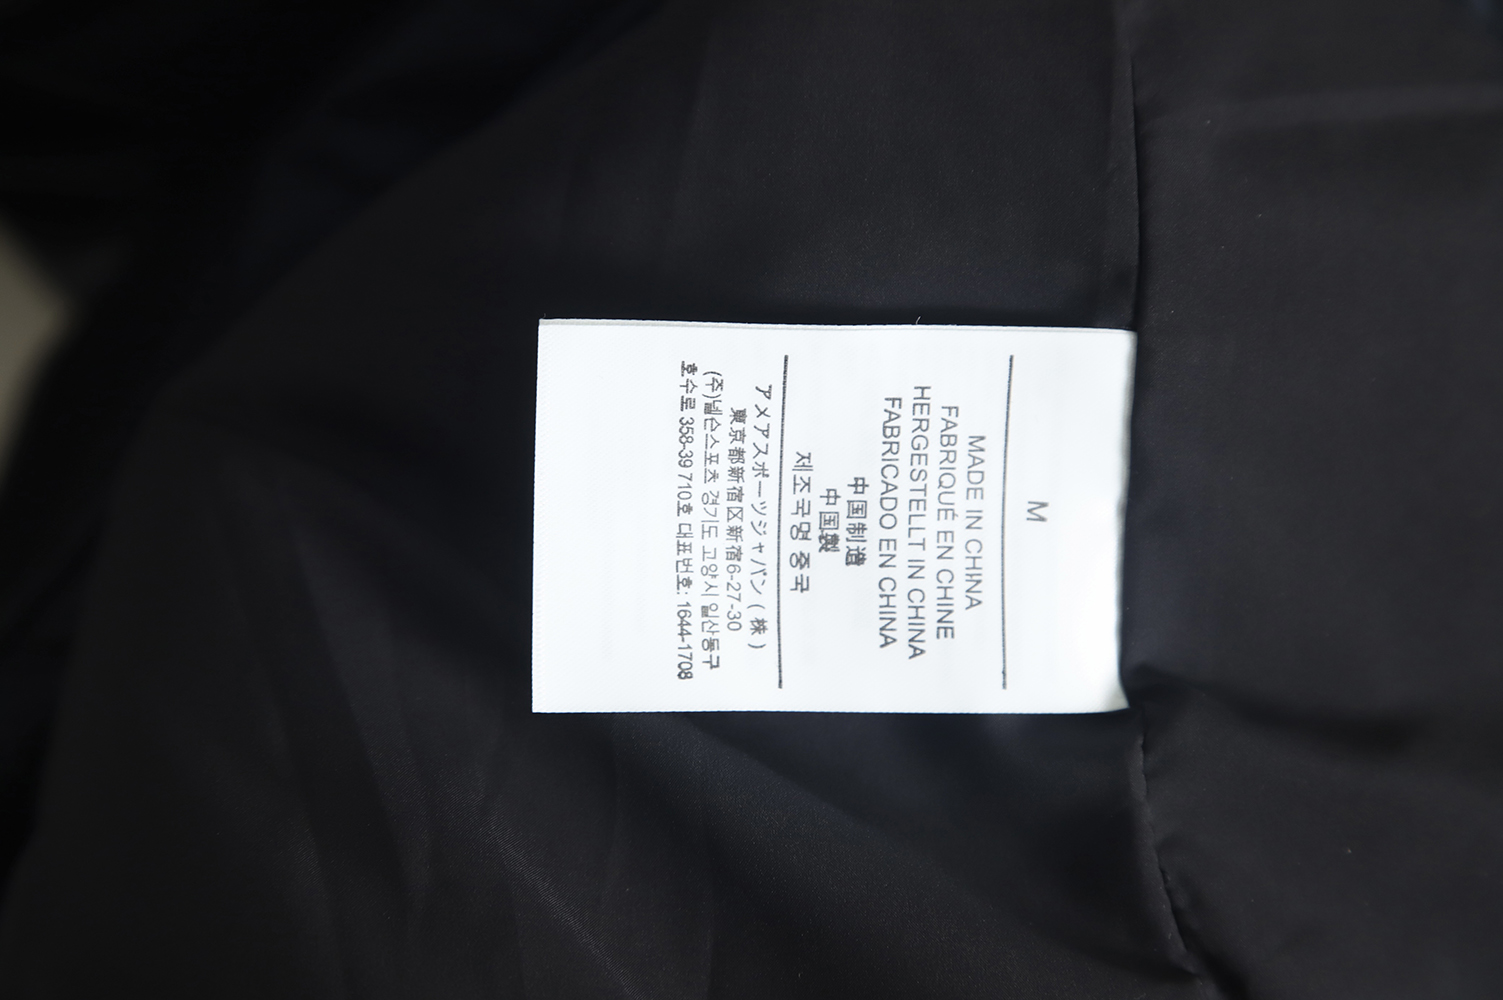 M
MADE IN CHINA
FABRIQUÉ EN CHINE
HERGESTELLT IN CHINA
FABRICADO EN CHINA
中国制造
中国製
제조국명 중국
アメアスポーツジャパン(株)
東京都新宿区新宿6-27-30
(주)넬슨스포츠 경기도 고양시 일산동구
호수로 358-39 710호 대표번호: 1644-1708